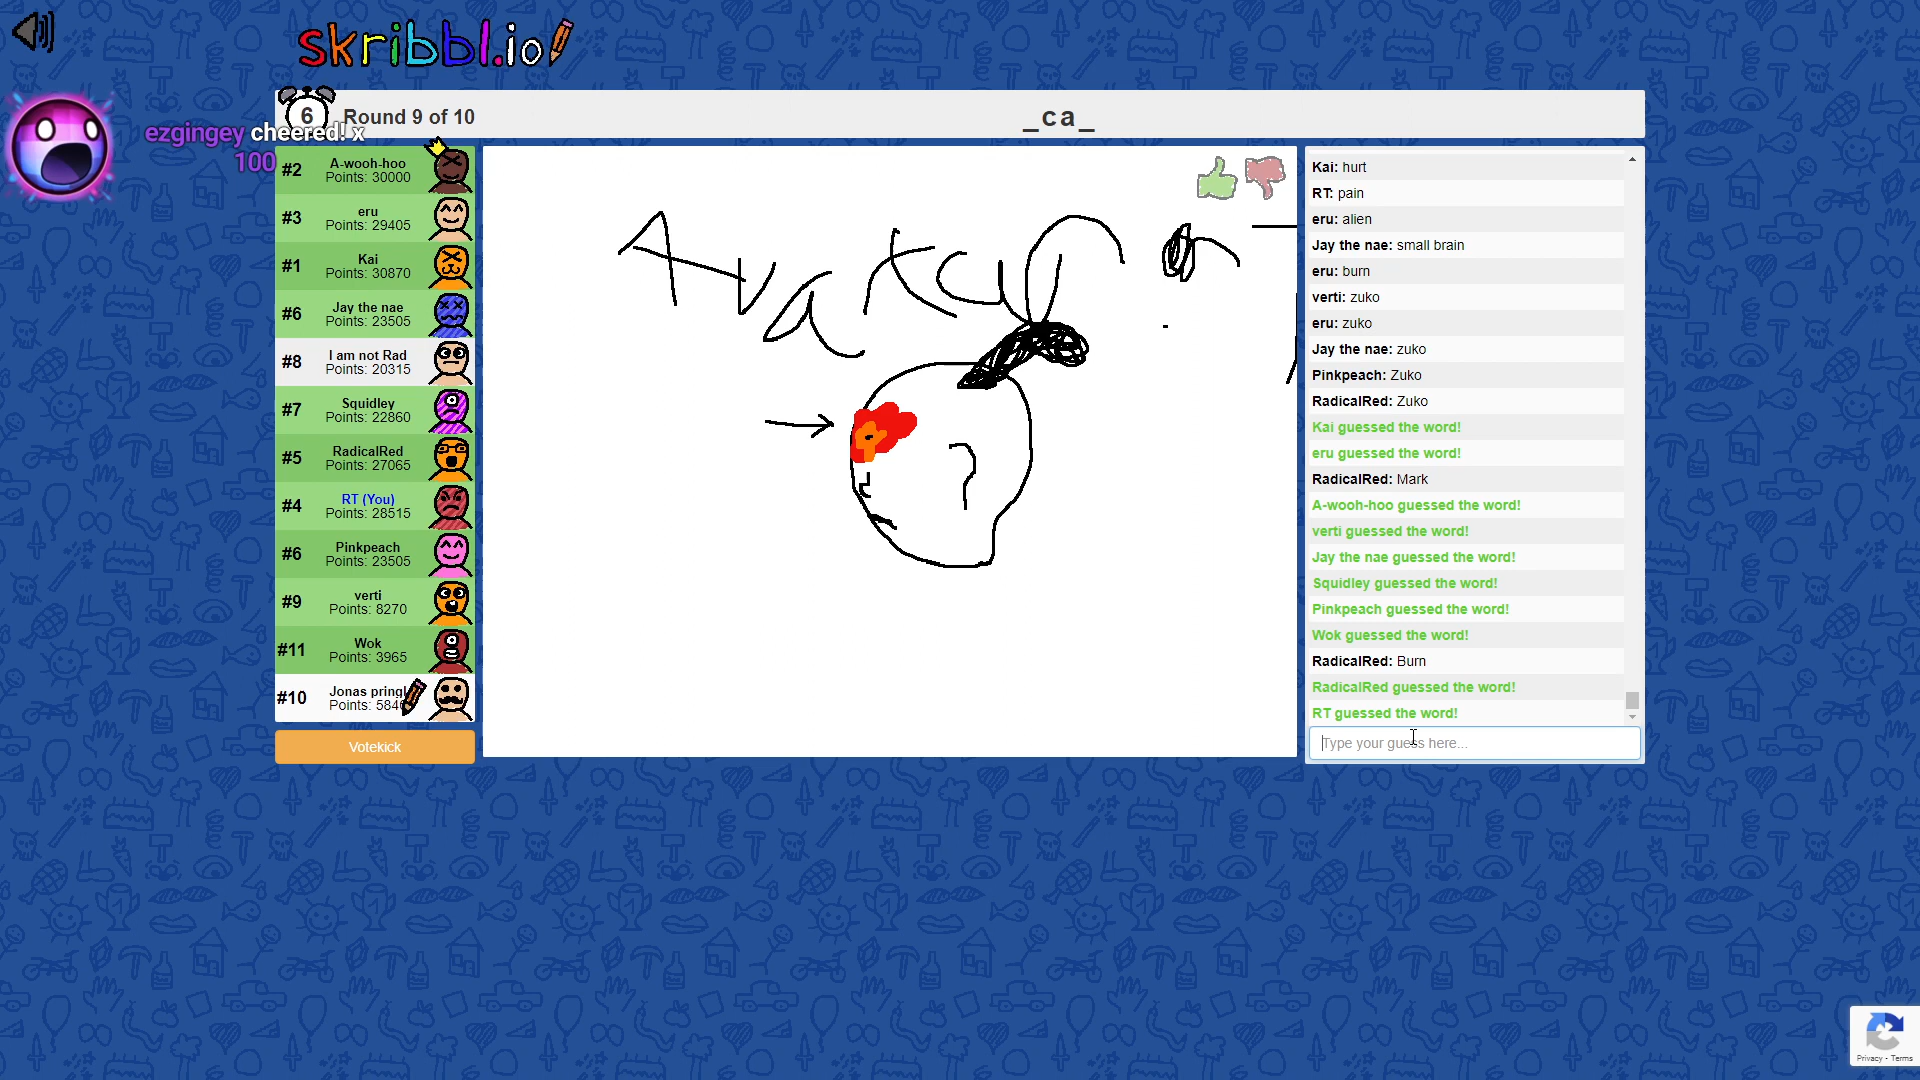 skribbl.io
6
Round 9 of 10
_ca_
ezgingey cheered! x
100
#2 A-wooh-hoo
Points: 30000
#3 eru
Points: 29405
#1 Kai
Points: 30870
#6 Jay the nae
Points: 23505
#8 I am not Rad
Points: 20315
#7 Squidley
Points: 22860
#5 RadicalRed
Points: 27065
#4 RT (You)
Points: 28515
#6 Pinkpeach
Points: 23505
#9 verti
Points: 8270
#11 Wok
Points: 3965
#10 Jonas pringl
Points: 584
Votekick
Kai: hurt
RT: pain
eru: alien
Jay the nae: small brain
eru: burn
verti: zuko
eru: zuko
Jay the nae: zuko
Pinkpeach: Zuko
RadicalRed: Zuko
Kai guessed the word!
eru guessed the word!
RadicalRed: Mark
A-wooh-hoo guessed the word!
verti guessed the word!
Jay the nae guessed the word!
Squidley guessed the word!
Pinkpeach guessed the word!
Wok guessed the word!
RadicalRed: Burn
RadicalRed guessed the word!
RT guessed the word!
Type your guess here...
Privacy - Terms